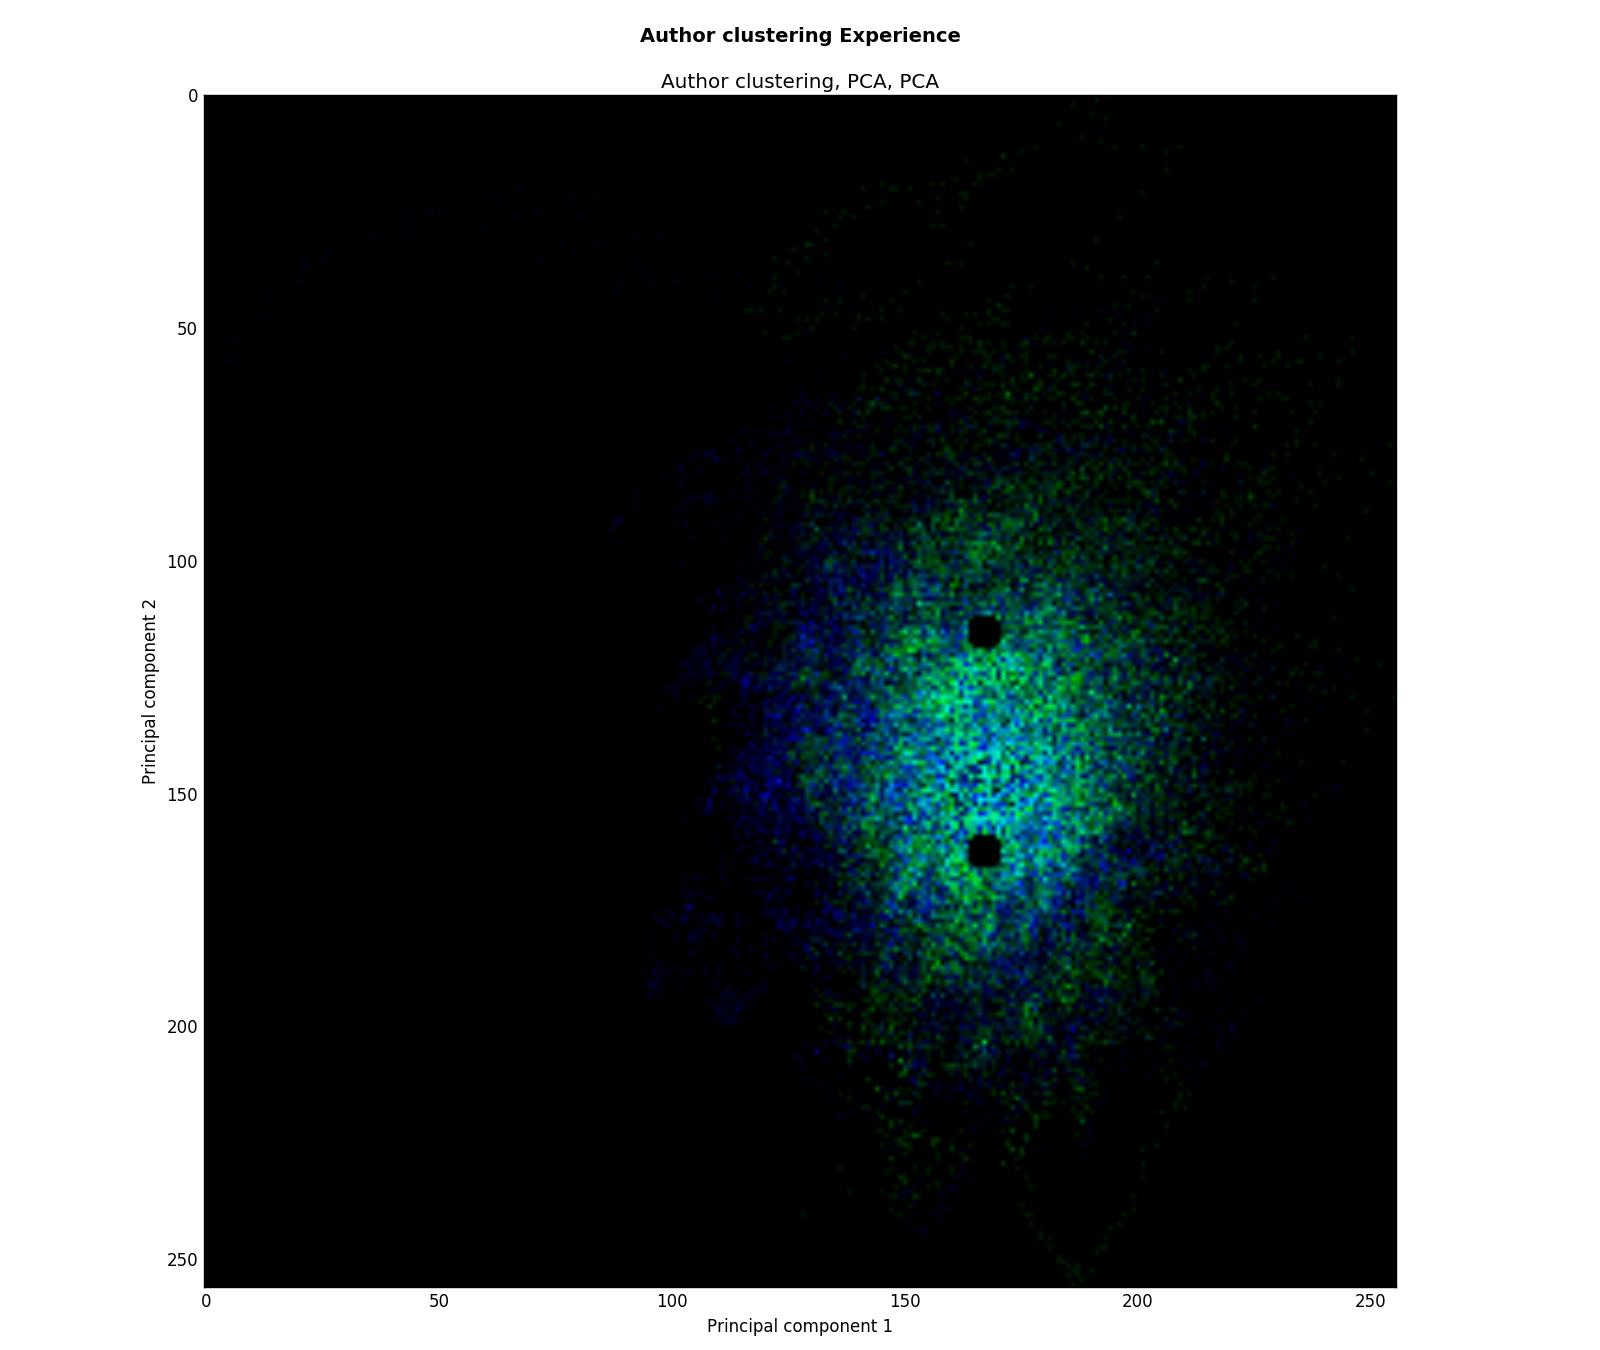 Author clustering Experience
Author clustering, PCA, PCA
0
50
100
150
200
250
Principal component 2
0 50 100 150 200 250
Principal component 1